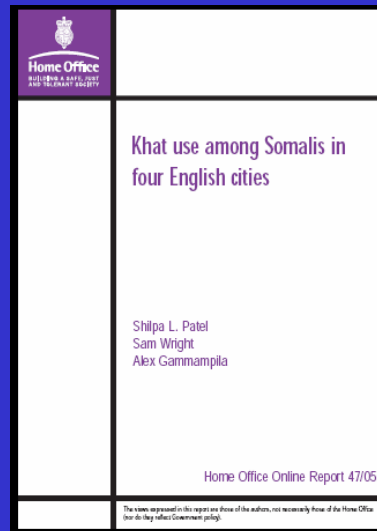 Home Office
BUILDING A SAFE, JUST
AND TOLERANT SOCIETY
Khat use among Somalis in
four English cities
Shilpa L. Patel
Sam Wright
Alex Gammampila
Home Office Online Report 47/05
The views expressed in this report are those of the authors, not necessarily those of the Home Office
(nor do they reflect Government policy).